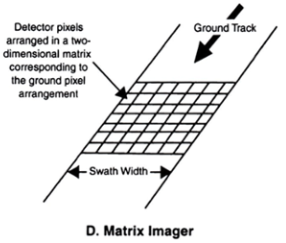 Detector pixels
arranged in a two-
dimensional matrix
corresponding to
the ground pixel
arrangement
Ground Track
Swath Width
D. Matrix Imager